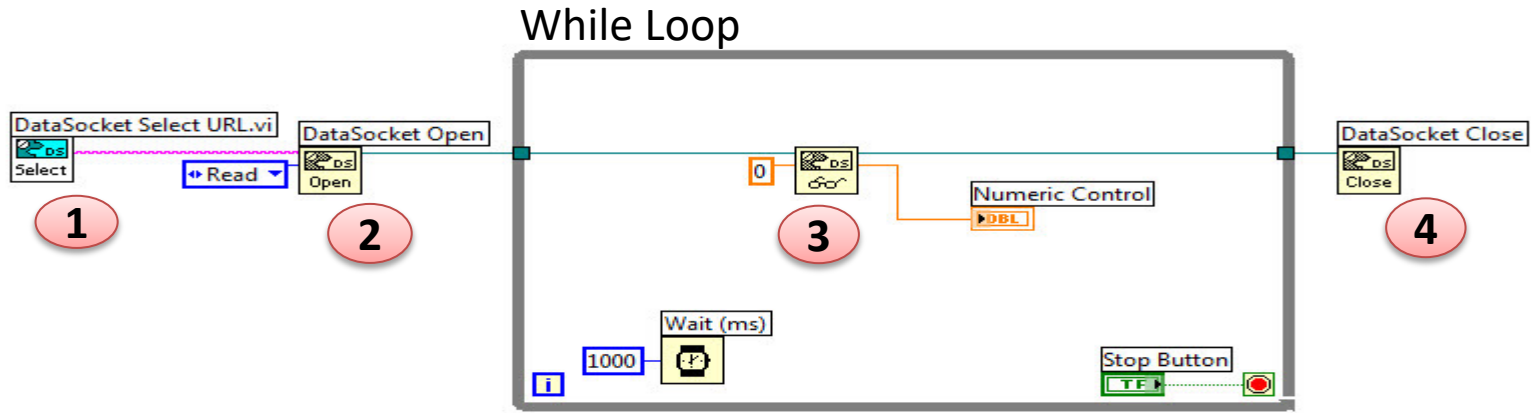 While Loop
DataSocket Select URL.vi
DS
Select
1
Read
DataSocket Open
DS
Open
2
0
DS
3
Numeric Control
DBL
Wait (ms)
1000
i
Stop Button
TF
DataSocket Close
DS
Close
4